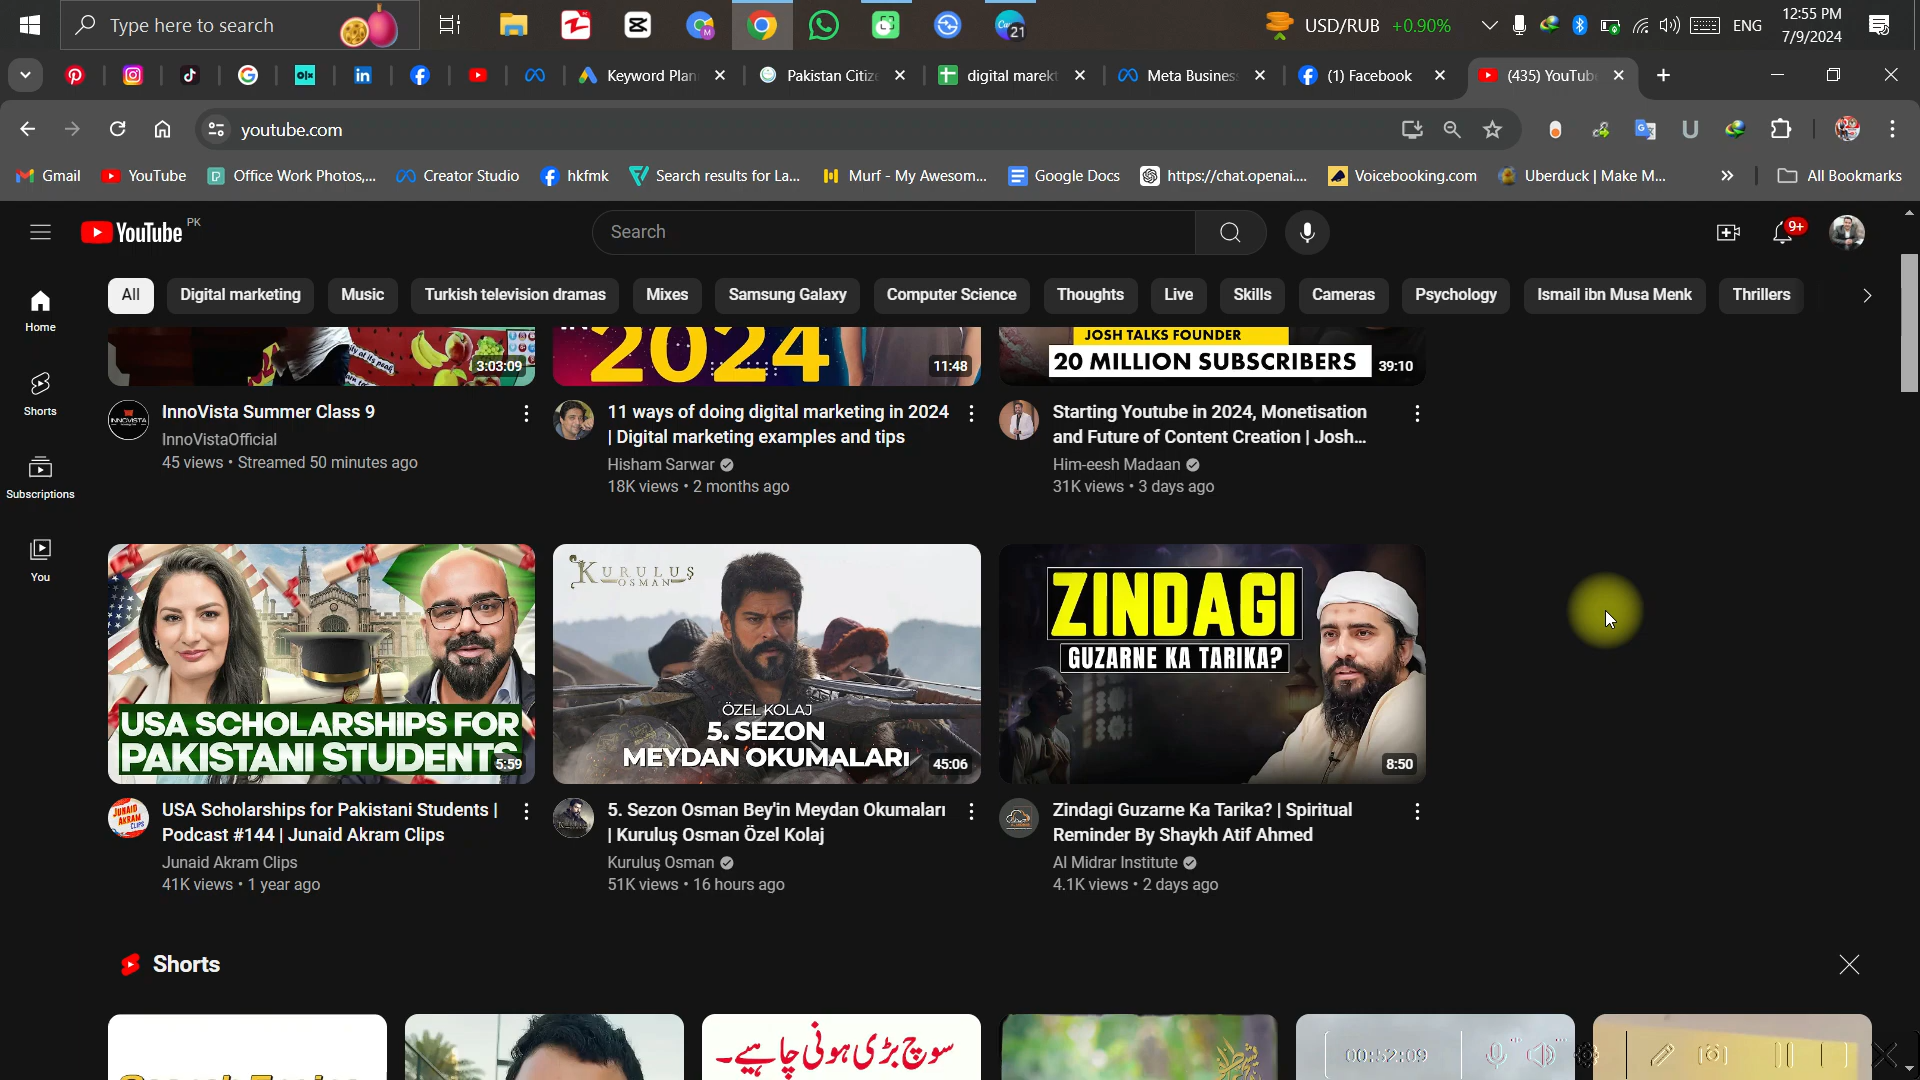 Type here to search
USD/RUB +0.90%
21
ENG
12:55 PM
7/9/2024
Keyword Plan
Pakistan Citize
digital marekt
Meta Business
(1) Facebook
(435) YouTube
youtube.com
Gmail
YouTube
Office Work Photos,...
Creator Studio
hkfmk
Search results for La...
Murf - My Awesom...
Google Docs
https://chat.openai....
Voicebooking.com
Uberduck | Make M...
All Bookmarks
YouTube PK
Search
9+
All
Digital marketing
Music
Turkish television dramas
Mixes
Samsung Galaxy
Computer Science
Thoughts
Live
Skills
Cameras
Psychology
Ismail ibn Musa Menk
Thrillers
Home
Shorts
Subscriptions
You
3:03:09
2024
11:48
JOSH TALKS FOUNDER
20 MILLION SUBSCRIBERS
39:10
InnoVista Summer Class 9
InnoVistaOfficial
45 views • Streamed 50 minutes ago
11 ways of doing digital marketing in 2024
| Digital marketing examples and tips
Hisham Sarwar
18K views • 2 months ago
Starting Youtube in 2024, Monetisation
and Future of Content Creation | Josh...
Him-eesh Madaan
31K views • 3 days ago
USA SCHOLARSHIPS FOR
PAKISTANI STUDENTS
5:59
KURULUŞ
OSMAN
ÖZEL KOLAJ
5. SEZON
MEYDAN OKUMALARı
45:06
ZINDAGI
GUZARNE KA TARIKA?
8:50
USA Scholarships for Pakistani Students |
Podcast #144 | Junaid Akram Clips
Junaid Akram Clips
41K views • 1 year ago
5. Sezon Osman Bey'in Meydan Okumaları
| Kuruluş Osman Özel Kolaj
Kuruluş Osman
51K views • 16 hours ago
Zindagi Guzarne Ka Tarika? | Spiritual
Reminder By Shaykh Atif Ahmed
Al Midrar Institute
4.1K views • 2 days ago
Shorts
سوچ بڑی ہونی چاہیے۔
00:52:09